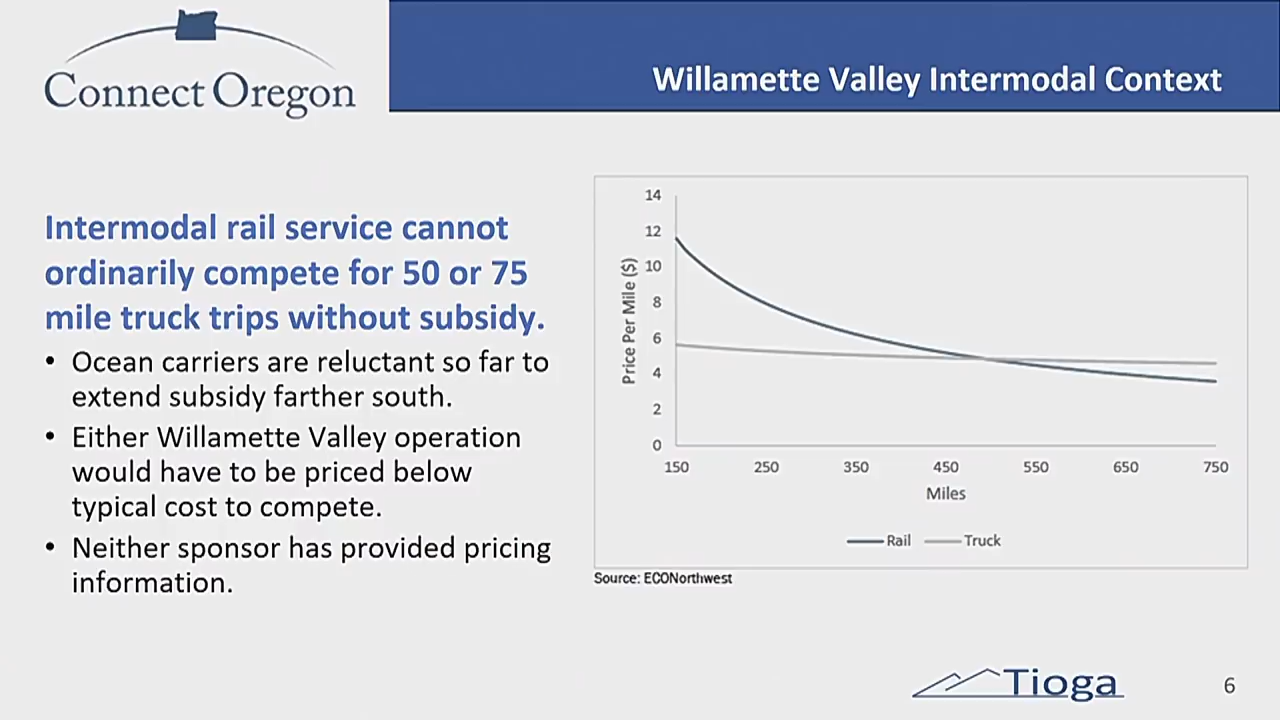 Connect Oregon
Willamette Valley Intermodal Context
Intermodal rail service cannot
ordinarily compete for 50 or 75
mile truck trips without subsidy.
• Ocean carriers are reluctant so far to
extend subsidy farther south.
• Either Willamette Valley operation
would have to be priced below
typical cost to compete.
• Neither sponsor has provided pricing
information.
14
12
10
8
6
4
2
0
Price Per Mile ($)
150 250 350 450 550 650 750
Miles
Rail Truck
Source: ECONorthwest
Tioga
6